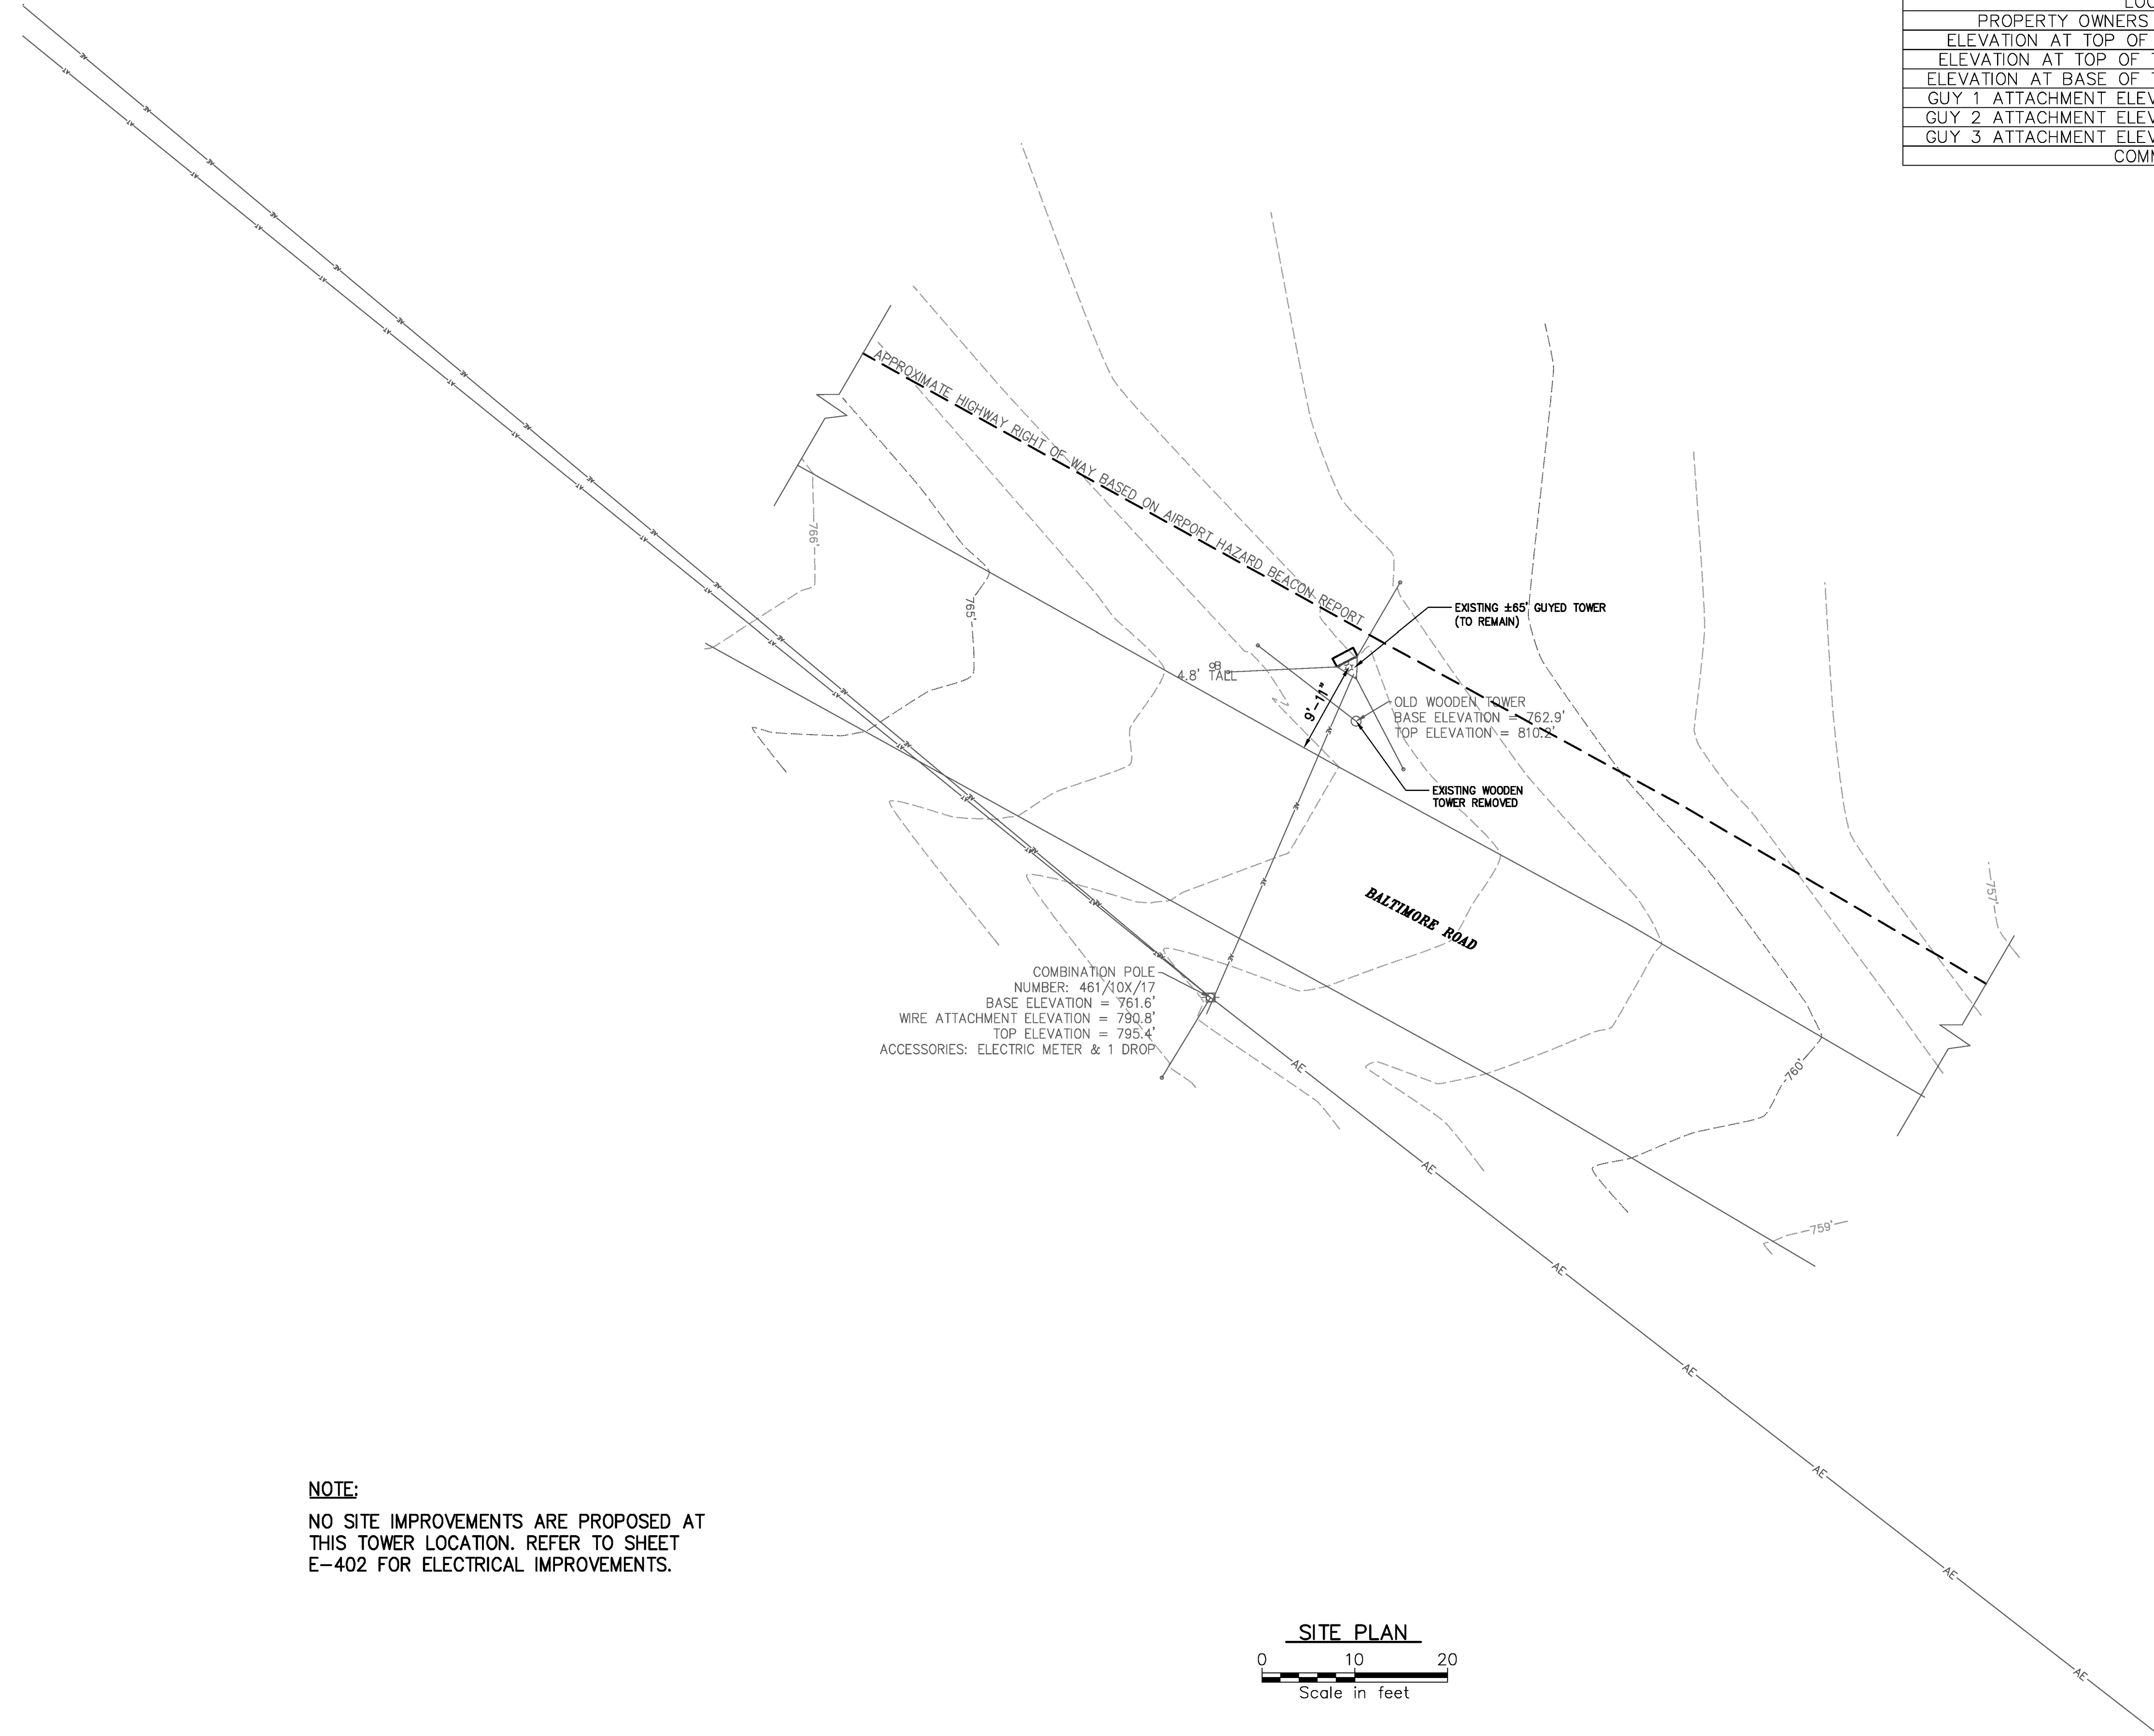 PROPERTY OWNERS
ELEVATION AT TOP OF
ELEVATION AT TOP OF
ELEVATION AT BASE OF
GUY 1 ATTACHMENT ELEV
GUY 2 ATTACHMENT ELEV
GUY 3 ATTACHMENT ELEV
COM
APPROXIMATE HIGHWAY RIGHT OF WAY BASED ON AIRPORT HAZARD BEACON REPORT
766'
765'
EXISTING ±65' GUYED TOWER
(TO REMAIN)
4.8' TALL
9'-11"
OLD WOODEN TOWER
BASE ELEVATION = 762.9'
TOP ELEVATION = 810.2'
EXISTING WOODEN
TOWER REMOVED
BALTIMORE ROAD
757'
COMBINATION POLE
NUMBER: 461/10X/17
BASE ELEVATION = 761.6'
WIRE ATTACHMENT ELEVATION = 790.8'
TOP ELEVATION = 795.4'
ACCESSORIES: ELECTRIC METER & 1 DROP
760'
759'
AE
AE
AE
AE
AE
AE
AE
NOTE:
NO SITE IMPROVEMENTS ARE PROPOSED AT
THIS TOWER LOCATION. REFER TO SHEET
E-402 FOR ELECTRICAL IMPROVEMENTS.
SITE PLAN
0 10 20
Scale in feet